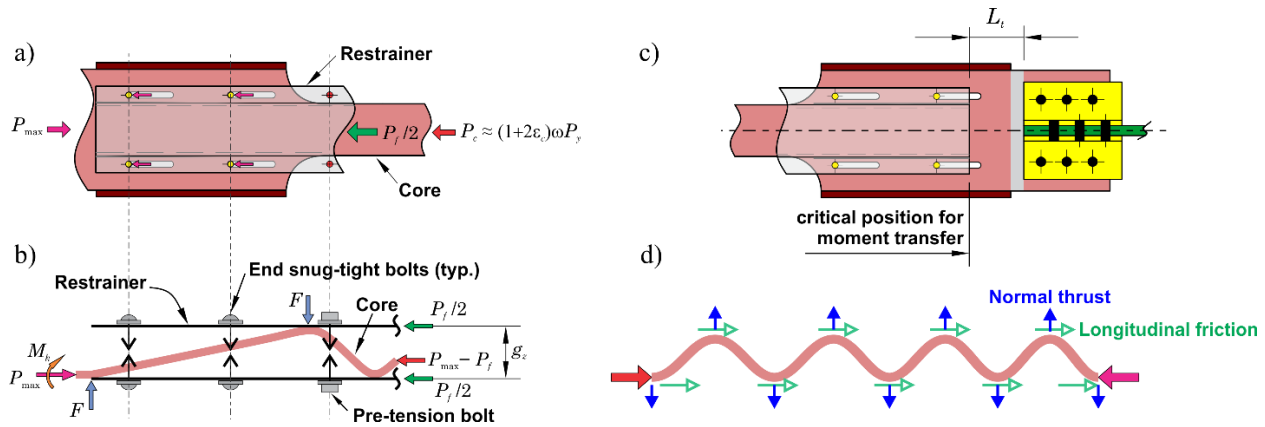 a)
Restrainer
P_max
P_f/2
P_c ≈ (1+2ε_c)ωP_y
Core
b)
End snug-tight bolts (typ.)
Restrainer
F
Core
P_f/2
M_h
g_z
P_max
P_max − P_f
F
P_f/2
Pre-tension bolt
c)
L_t
critical position for
moment transfer
d)
Normal thrust
Longitudinal friction